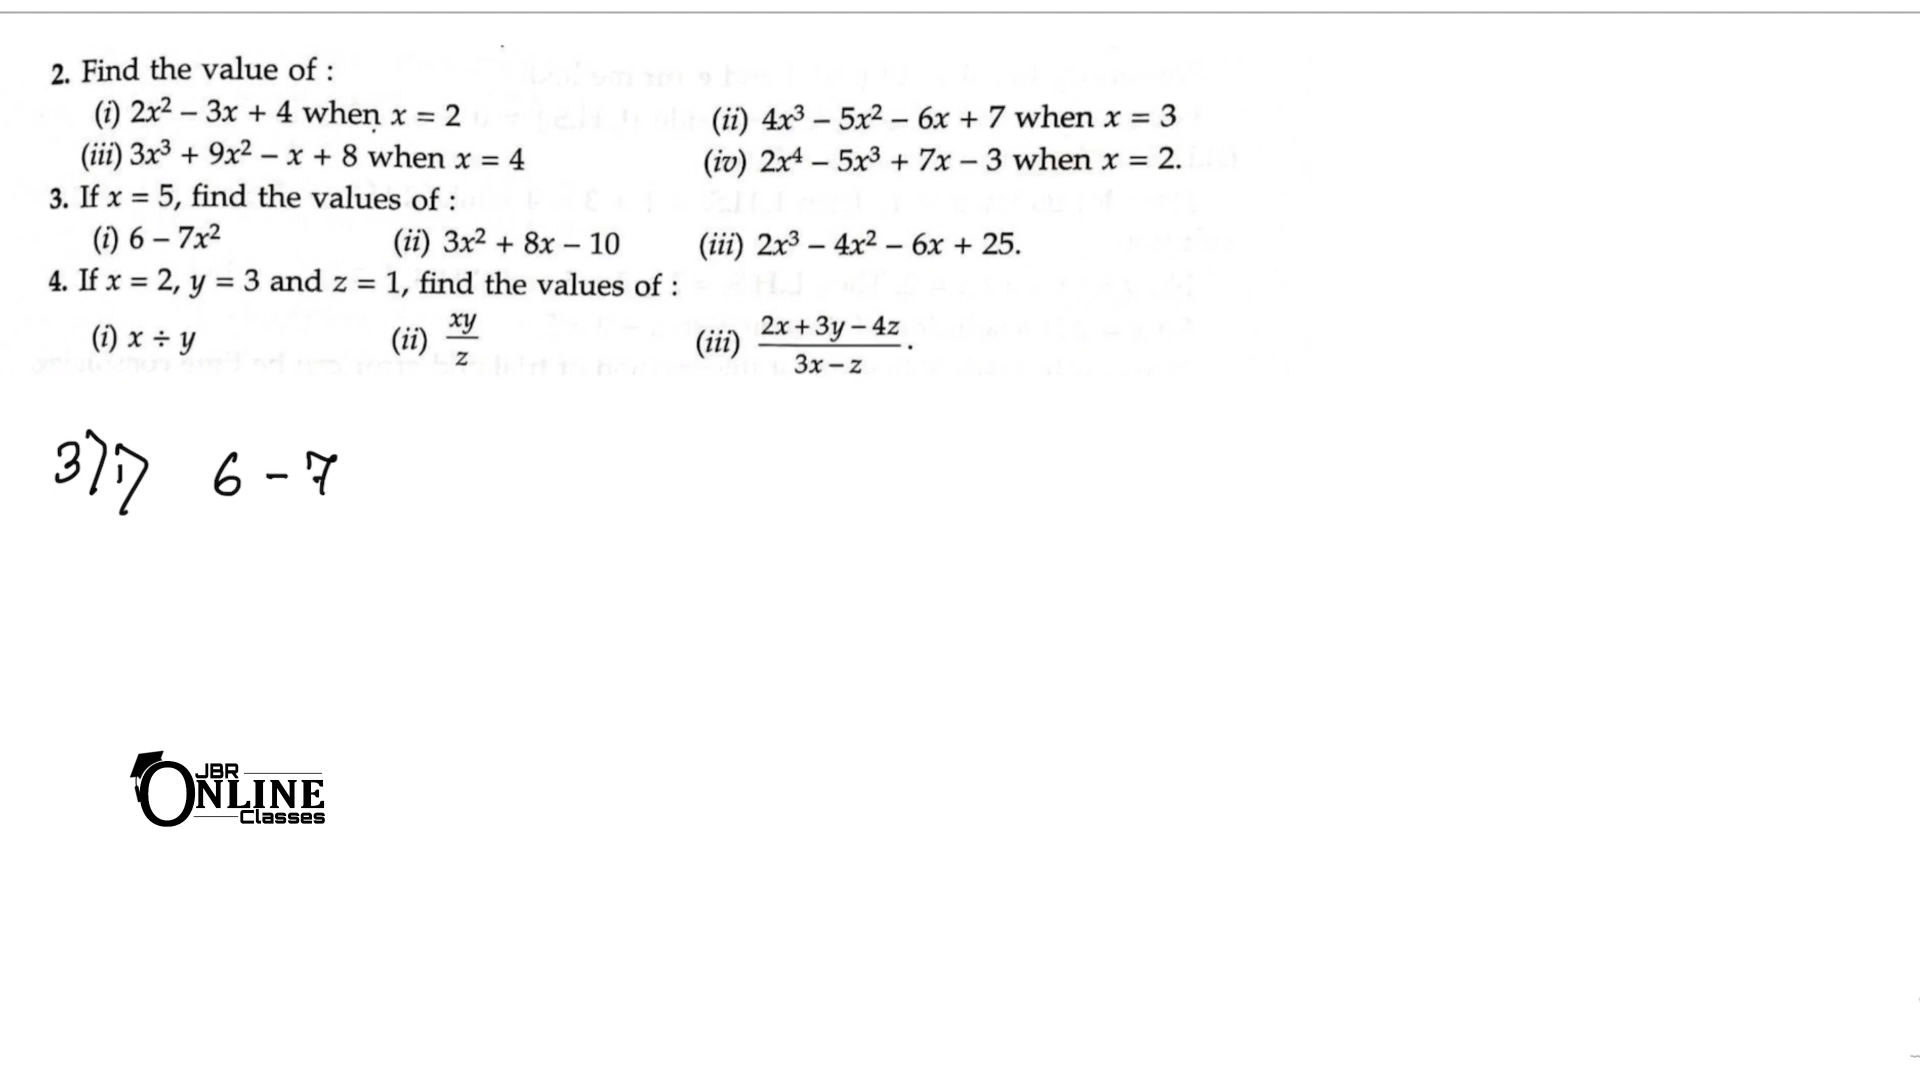 2. Find the value of :
(i) 2x² – 3x + 4 when x = 2 (ii) 4x³ – 5x² – 6x + 7 when x = 3
(iii) 3x³ + 9x² – x + 8 when x = 4 (iv) 2x⁴ – 5x³ + 7x – 3 when x = 2.
3. If x = 5, find the values of :
(i) 6 – 7x² (ii) 3x² + 8x – 10 (iii) 2x³ – 4x² – 6x + 25.
4. If x = 2, y = 3 and z = 1, find the values of :
(i) x ÷ y (ii) xy/z (iii) (2x + 3y – 4z)/(3x – z).
3) i) 6 - 7
JBR
ONLINE
Classes